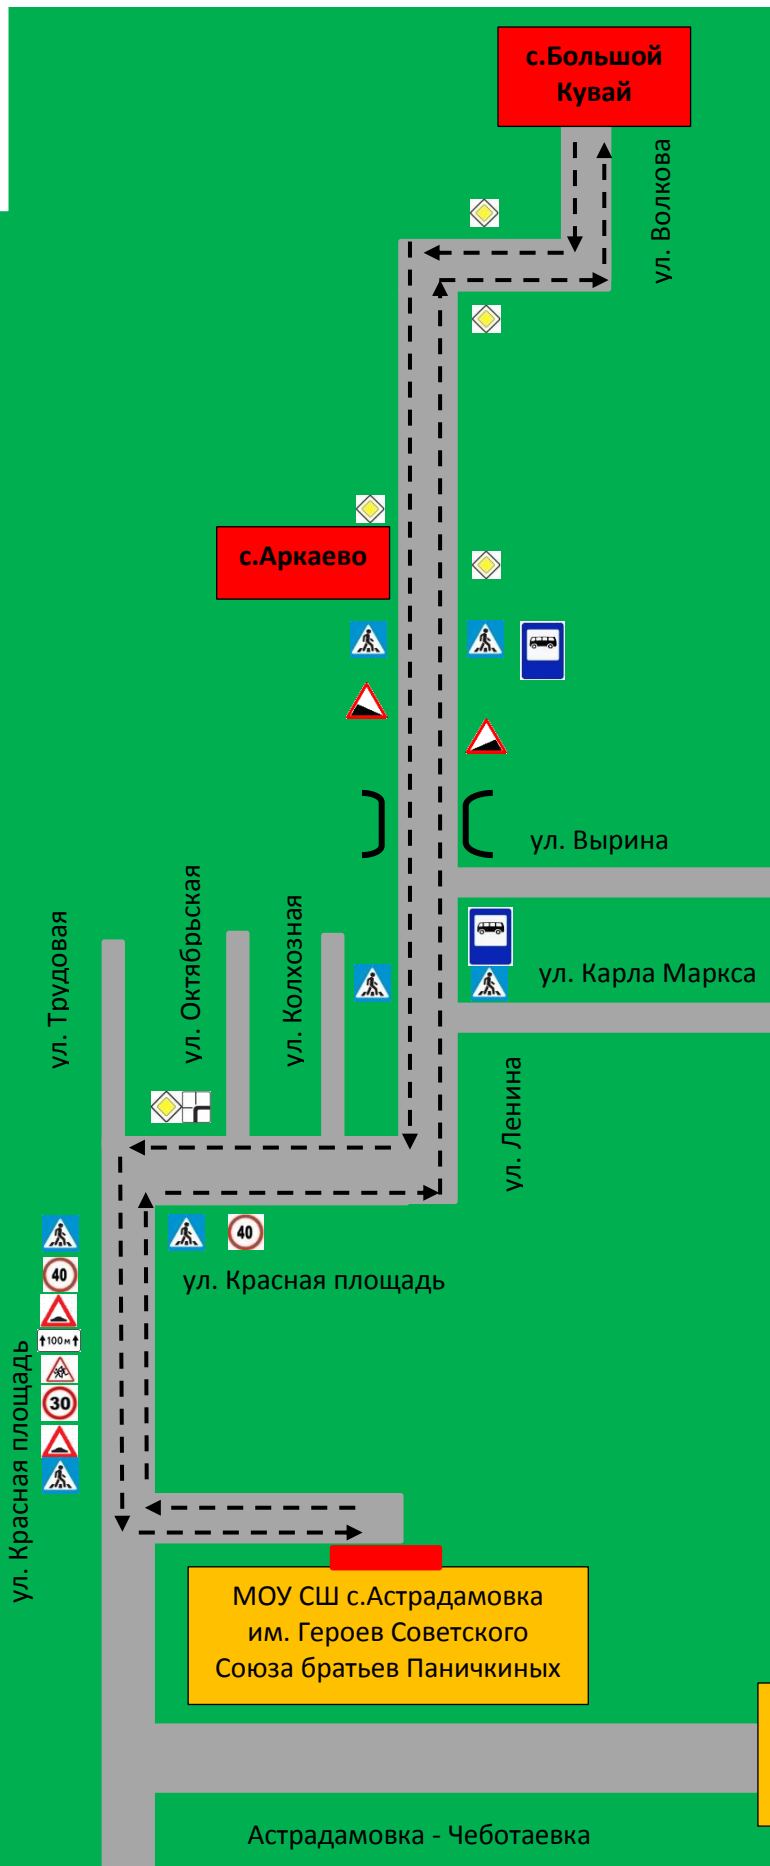 с.Большой
Кувай
ул. Волкова
с.Аркаево
ул. Вырина
ул. Трудовая
ул. Октябрьская
ул. Колхозная
ул. Карла Маркса
ул. Ленина
40
ул. Красная площадь
40
100 м
30
ул. Красная площадь
МОУ СШ с.Астрадамовка
им. Героев Советского
Союза братьев Паничкиных
Астрадамовка - Чеботаевка